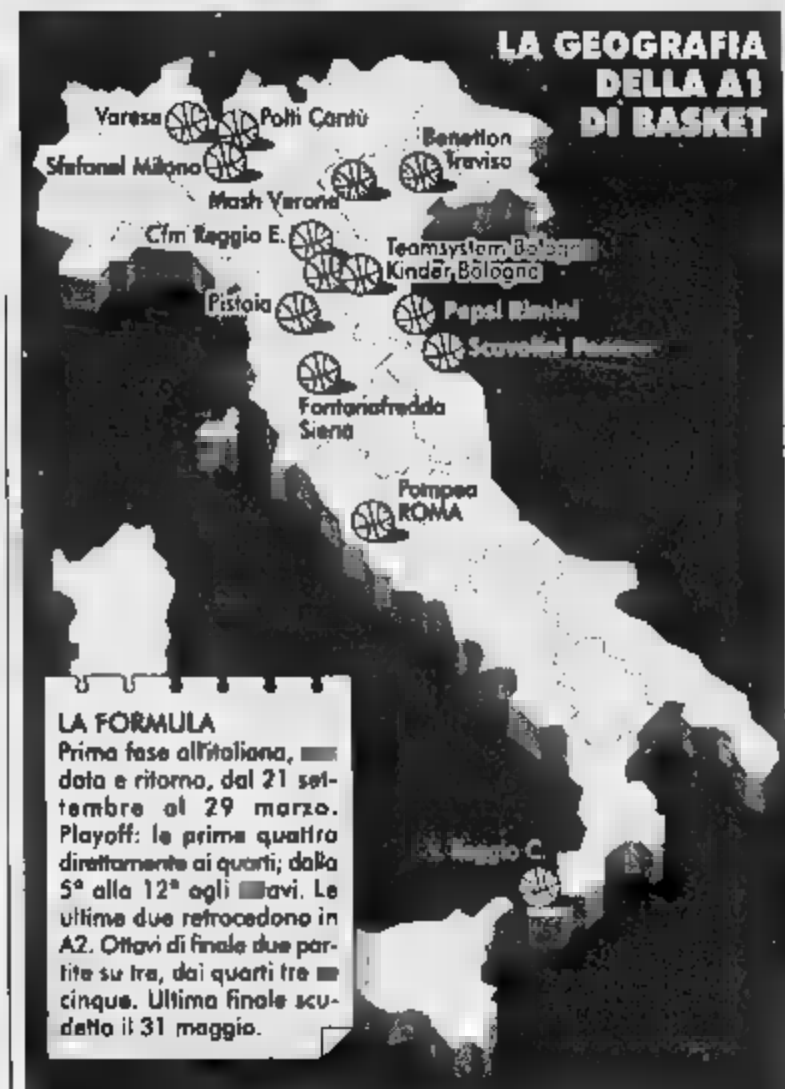 LA GEOGRAFIA
DELLA A1
DI BASKET
Varese
Polti Cantù
Stefanel Milano
Benetton
Treviso
Mash Verona
Cfm Reggio E.
Teamsystem Bologna
Kinder Bologna
Pistoia
Pepsi Rimini
Scavolini
Fontanafredda
Siena
Pompea
ROMA
Reggio C.
LA FORMULA
Prima fase all'italiana,
data e ritorno, dal 21 set-
tembre al 29 marzo.
Playoff: le prime quattro
direttamente ai quarti; dalla
5ª alla 12ª agli Le
ultime due retrocedono in
A2. Ottavi di finale due par-
tite su tre, dai quarti tre
cinque. Ultima finale scu-
detto il 31 maggio.